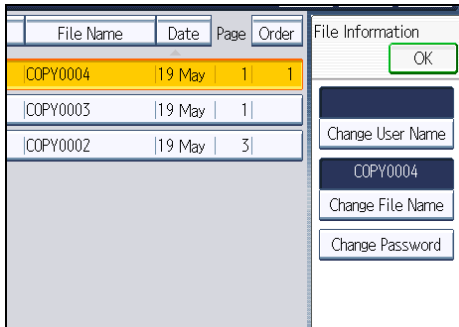 File Name Date Page Order
COPY0004 19 May 1 1
COPY0003 19 May 1
COPY0002 19 May 3
File Information
OK
Change User Name
COPY0004
Change File Name
Change Password